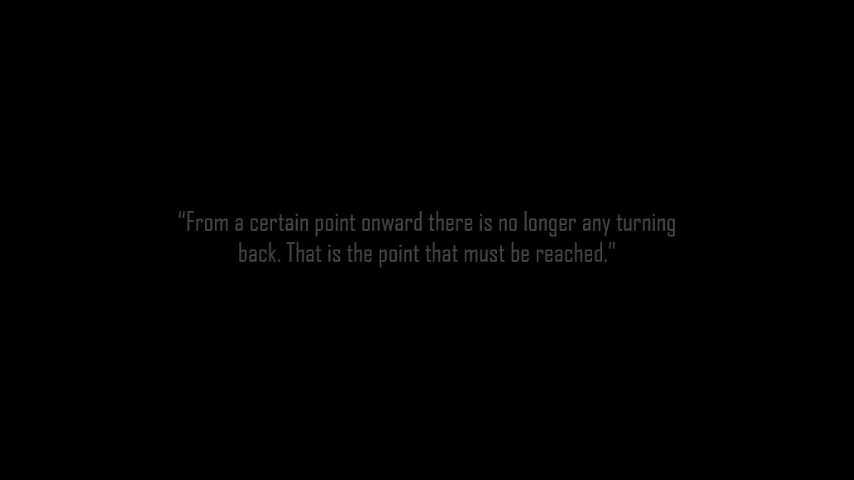 “From a certain point onward there is no longer any turning
back. That is the point that must be reached.”